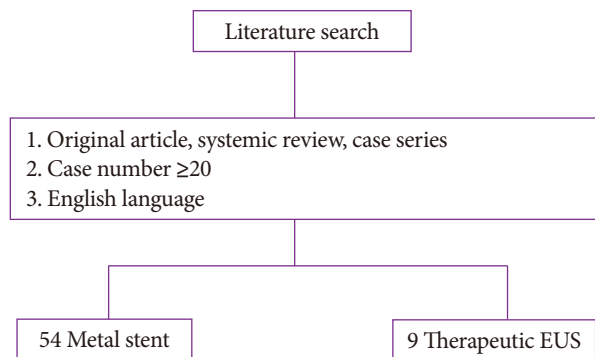 Literature search
1. Original article, systemic review, case series
2. Case number ≥20
3. English language
54 Metal stent
9 Therapeutic EUS